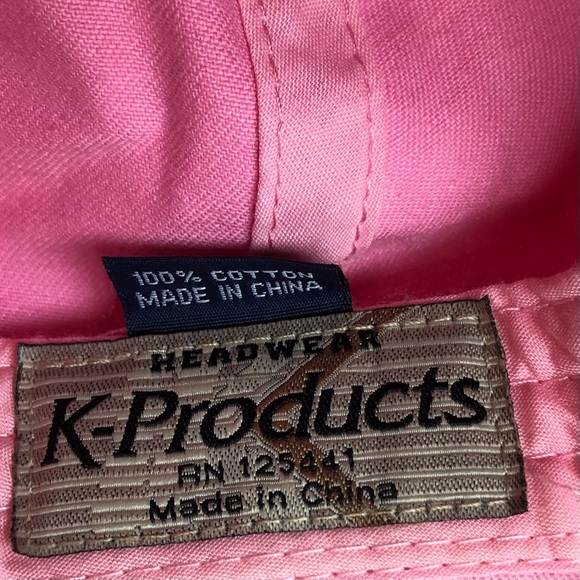 100% COTTON
MADE IN CHINA
HEADWEAR
K-Products
RN 125441
Made in China